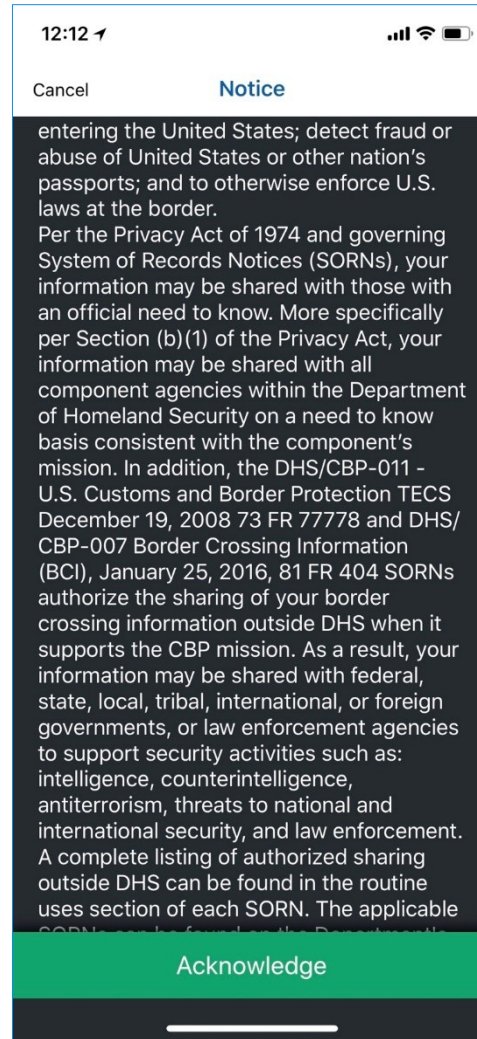 12:12
Cancel
Notice
entering the United States; detect fraud or
abuse of United States or other nation's
passports; and to otherwise enforce U.S.
laws at the border.
Per the Privacy Act of 1974 and governing
System of Records Notices (SORNs), your
information may be shared with those with
an official need to know. More specifically
per Section (b)(1) of the Privacy Act, your
information may be shared with all
component agencies within the Department
of Homeland Security on a need to know
basis consistent with the component's
mission. In addition, the DHS/CBP-011 -
U.S. Customs and Border Protection TECS
December 19, 2008 73 FR 77778 and DHS/
CBP-007 Border Crossing Information
(BCI), January 25, 2016, 81 FR 404 SORNs
authorize the sharing of your border
crossing information outside DHS when it
supports the CBP mission. As a result, your
information may be shared with federal,
state, local, tribal, international, or foreign
governments, or law enforcement agencies
to support security activities such as:
intelligence, counterintelligence,
antiterrorism, threats to national and
international security, and law enforcement.
A complete listing of authorized sharing
outside DHS can be found in the routine
uses section of each SORN. The applicable
SORNs can be found on the Department's
Acknowledge